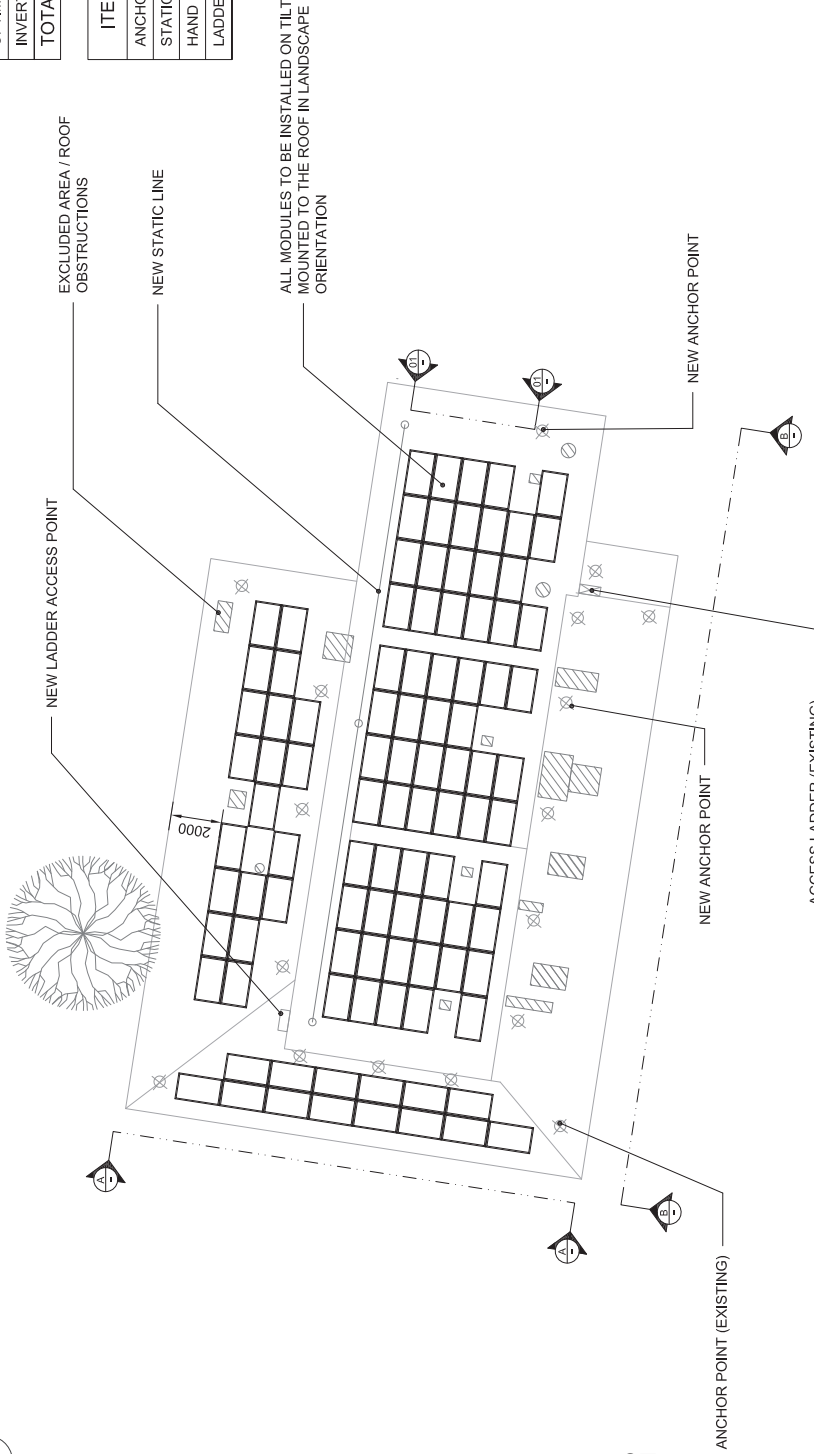 INVERT
TOTA
ITE
ANCHO
STATIC
HAND
LADDE
EXCLUDED AREA / ROOF
OBSTRUCTIONS
NEW STATIC LINE
ALL MODULES TO BE INSTALLED ON TILT
MOUNTED TO THE ROOF IN LANDSCAPE
ORIENTATION
NEW LADDER ACCESS POINT
NEW ANCHOR POINT
2000
01
-
01
-
NEW ANCHOR POINT
ACCESS LADDER (EXISTING)
ANCHOR POINT (EXISTING)
A
-
A
-
B
-
B
-